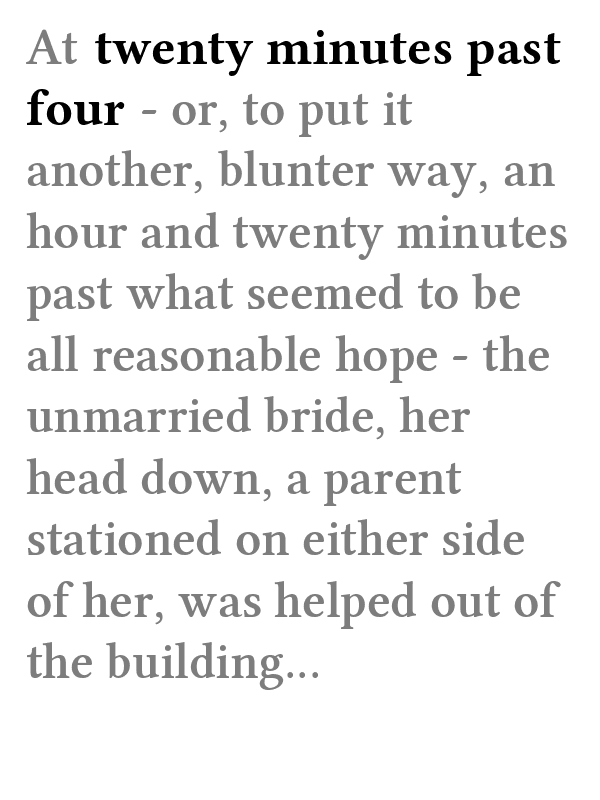 At twenty minutes past
four - or, to put it
another, blunter way, an
hour and twenty minutes
past what seemed to be
all reasonable hope - the
unmarried bride, her
head down, a parent
stationed on either side
of her, was helped out of
the building...